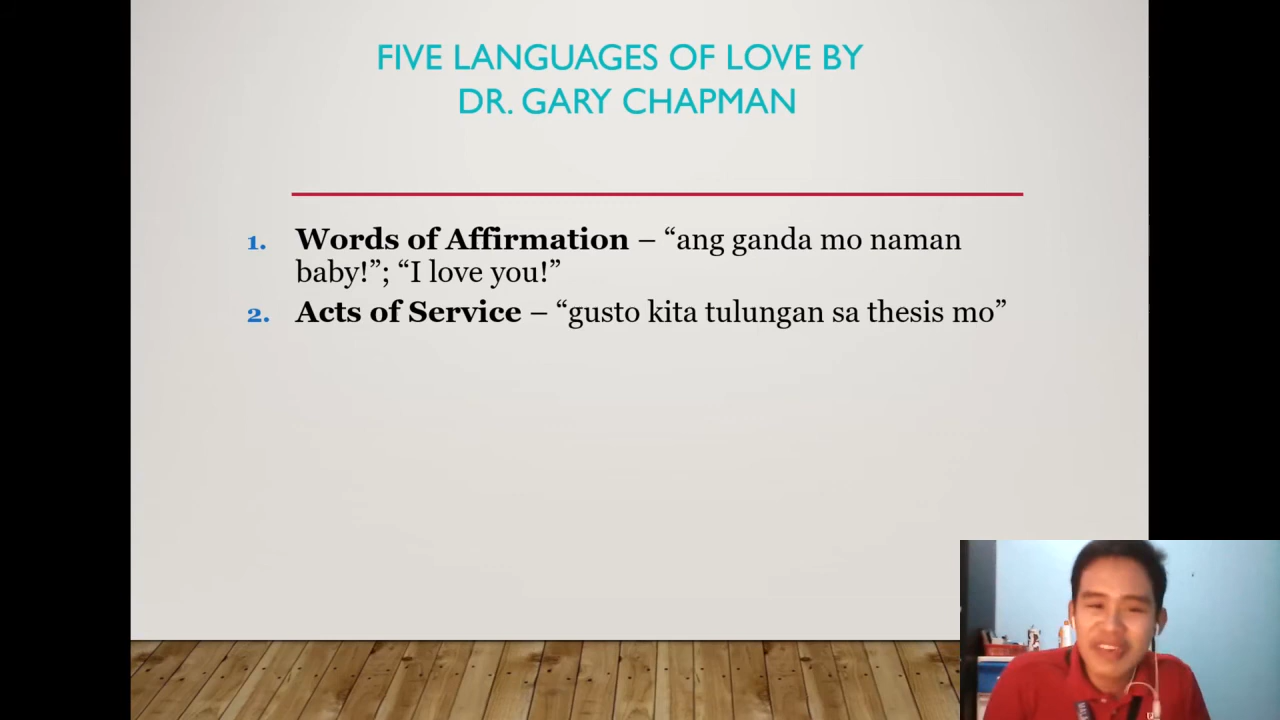 FIVE LANGUAGES OF LOVE BY
DR. GARY CHAPMAN
1. Words of Affirmation – “ang ganda mo naman
baby!”; “I love you!”
2. Acts of Service – “gusto kita tulungan sa thesis mo”